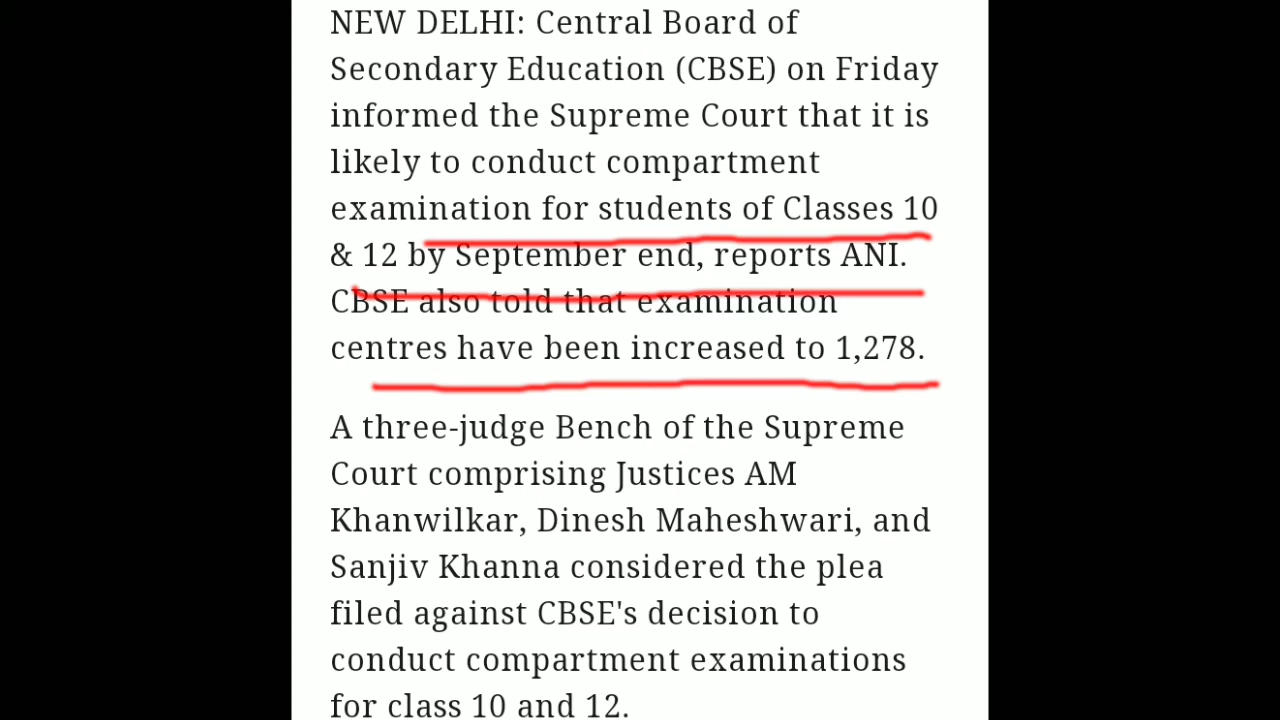 NEW DELHI: Central Board of
Secondary Education (CBSE) on Friday
informed the Supreme Court that it is
likely to conduct compartment
examination for students of Classes 10
& 12 by September end, reports ANI.
CBSE also told that examination
centres have been increased to 1,278.
A three-judge Bench of the Supreme
Court comprising Justices AM
Khanwilkar, Dinesh Maheshwari, and
Sanjiv Khanna considered the plea
filed against CBSE's decision to
conduct compartment examinations
for class 10 and 12.